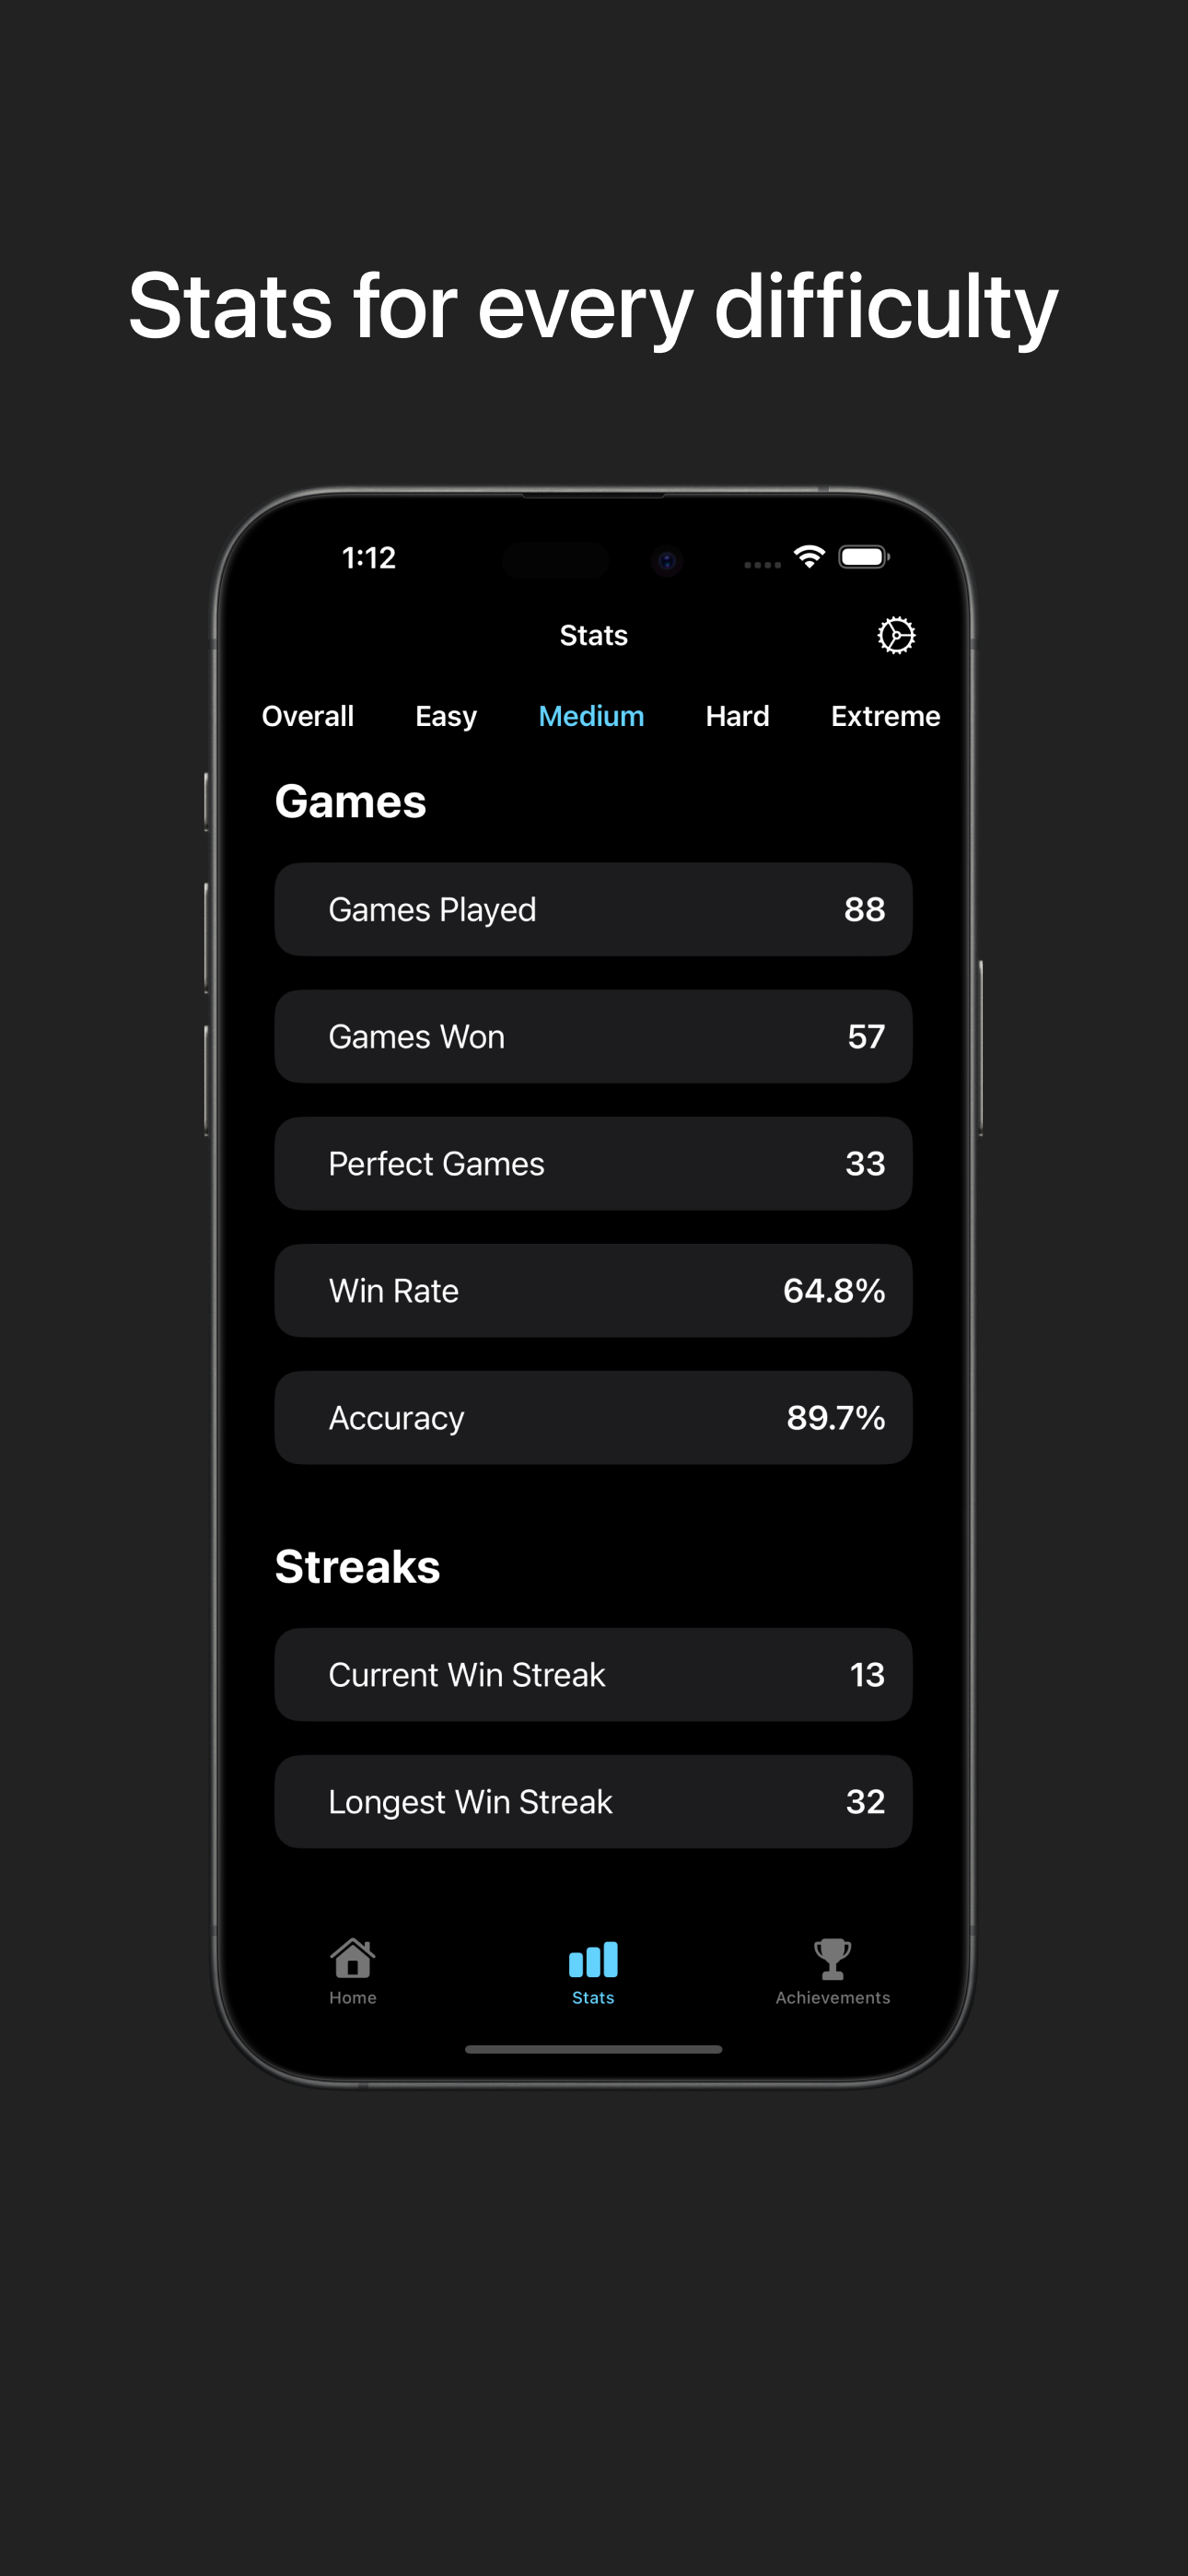 Stats for every difficulty
1:12
Stats
Overall Easy Medium Hard Extreme
Games
Games Played 88
Games Won 57
Perfect Games 33
Win Rate 64.8%
Accuracy 89.7%
Streaks
Current Win Streak 13
Longest Win Streak 32
Home Stats Achievements